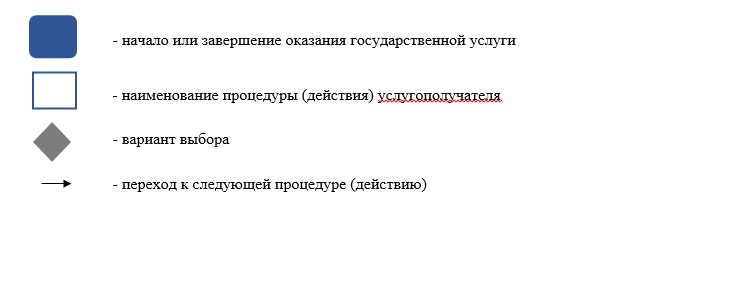 - начало или завершение оказания государственной услуги
- наименование процедуры (действия) услугополучателя
- вариант выбора
- переход к следующей процедуре (действию)